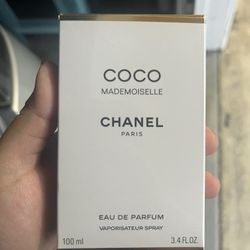 COCO
MADEMOISELLE
CHANEL
PARIS
EAU DE PARFUM
VAPORISATEUR SPRAY
100 ml 3.4 FL.OZ.